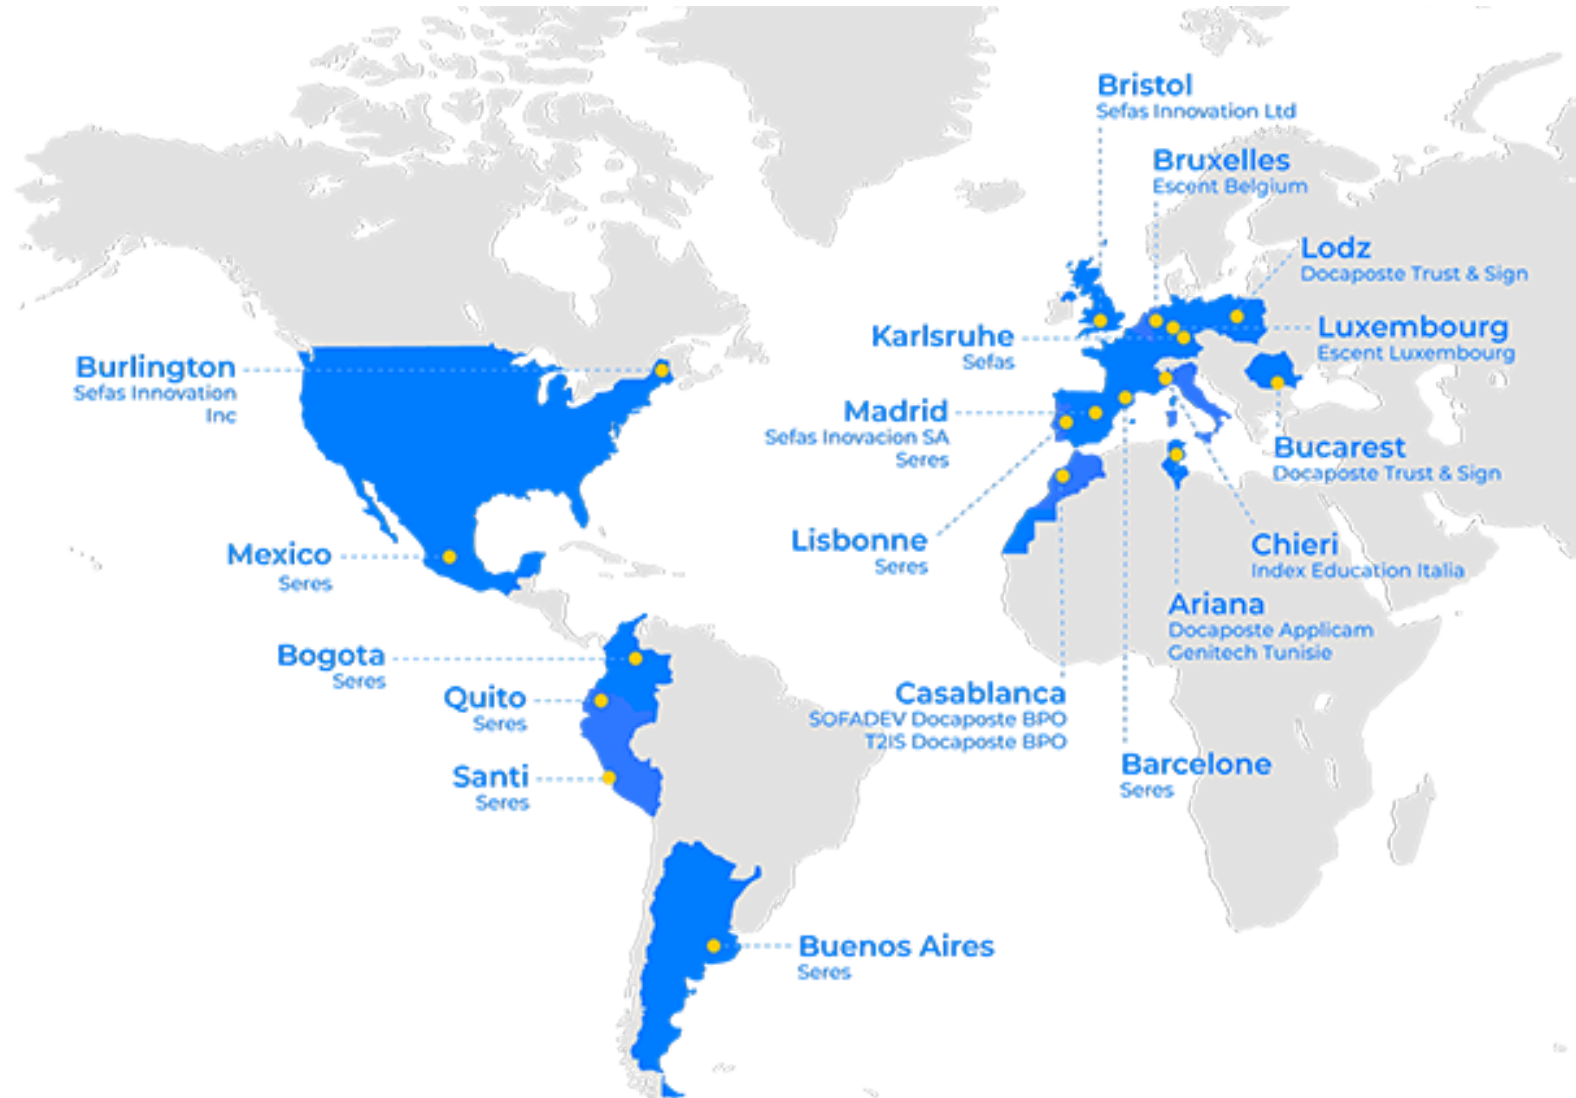 Bristol
Sefas Innovation Ltd
Bruxelles
Escent Belgium
Lodz
Docaposte Trust & Sign
Karlsruhe
Sefas
Luxembourg
Escent Luxembourg
Burlington
Sefas Innovation
Inc
Madrid
Sefas Inovacion SA
Seres
Bucarest
Docaposte Trust & Sign
Lisbonne
Seres
Chieri
Index Education Italia
Mexico
Seres
Ariana
Docaposte Applicam
Genitech Tunisie
Bogota
Seres
Quito
Seres
Casablanca
SOFADEV Docaposte BPO
T2IS Docaposte BPO
Santi
Seres
Barcelone
Seres
Buenos Aires
Seres